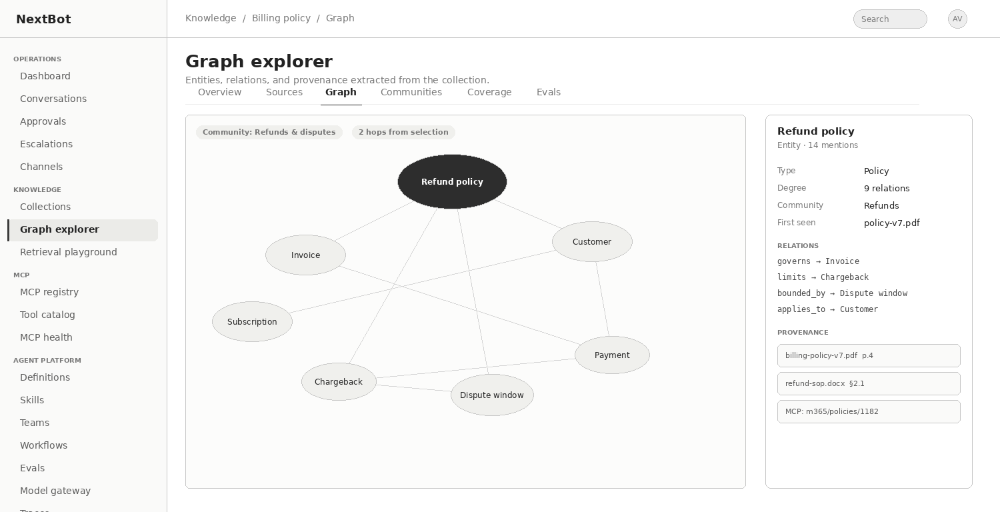 NextBot
Knowledge / Billing policy / Graph
Search
AV
OPERATIONS
Dashboard
Conversations
Approvals
Escalations
Channels
KNOWLEDGE
Collections
Graph explorer
Retrieval playground
MCP
MCP registry
Tool catalog
MCP health
AGENT PLATFORM
Definitions
Skills
Teams
Workflows
Evals
Model gateway
Graph explorer
Entities, relations, and provenance extracted from the collection.
Overview Sources Graph Communities Coverage Evals
Community: Refunds & disputes
2 hops from selection
Refund policy
Customer
Invoice
Subscription
Payment
Chargeback
Dispute window
Refund policy
Entity · 14 mentions
Type Policy
Degree 9 relations
Community Refunds
First seen policy-v7.pdf
RELATIONS
governs → Invoice
limits → Chargeback
bounded_by → Dispute window
applies_to → Customer
PROVENANCE
billing-policy-v7.pdf p.4
refund-sop.docx §2.1
MCP: m365/policies/1182